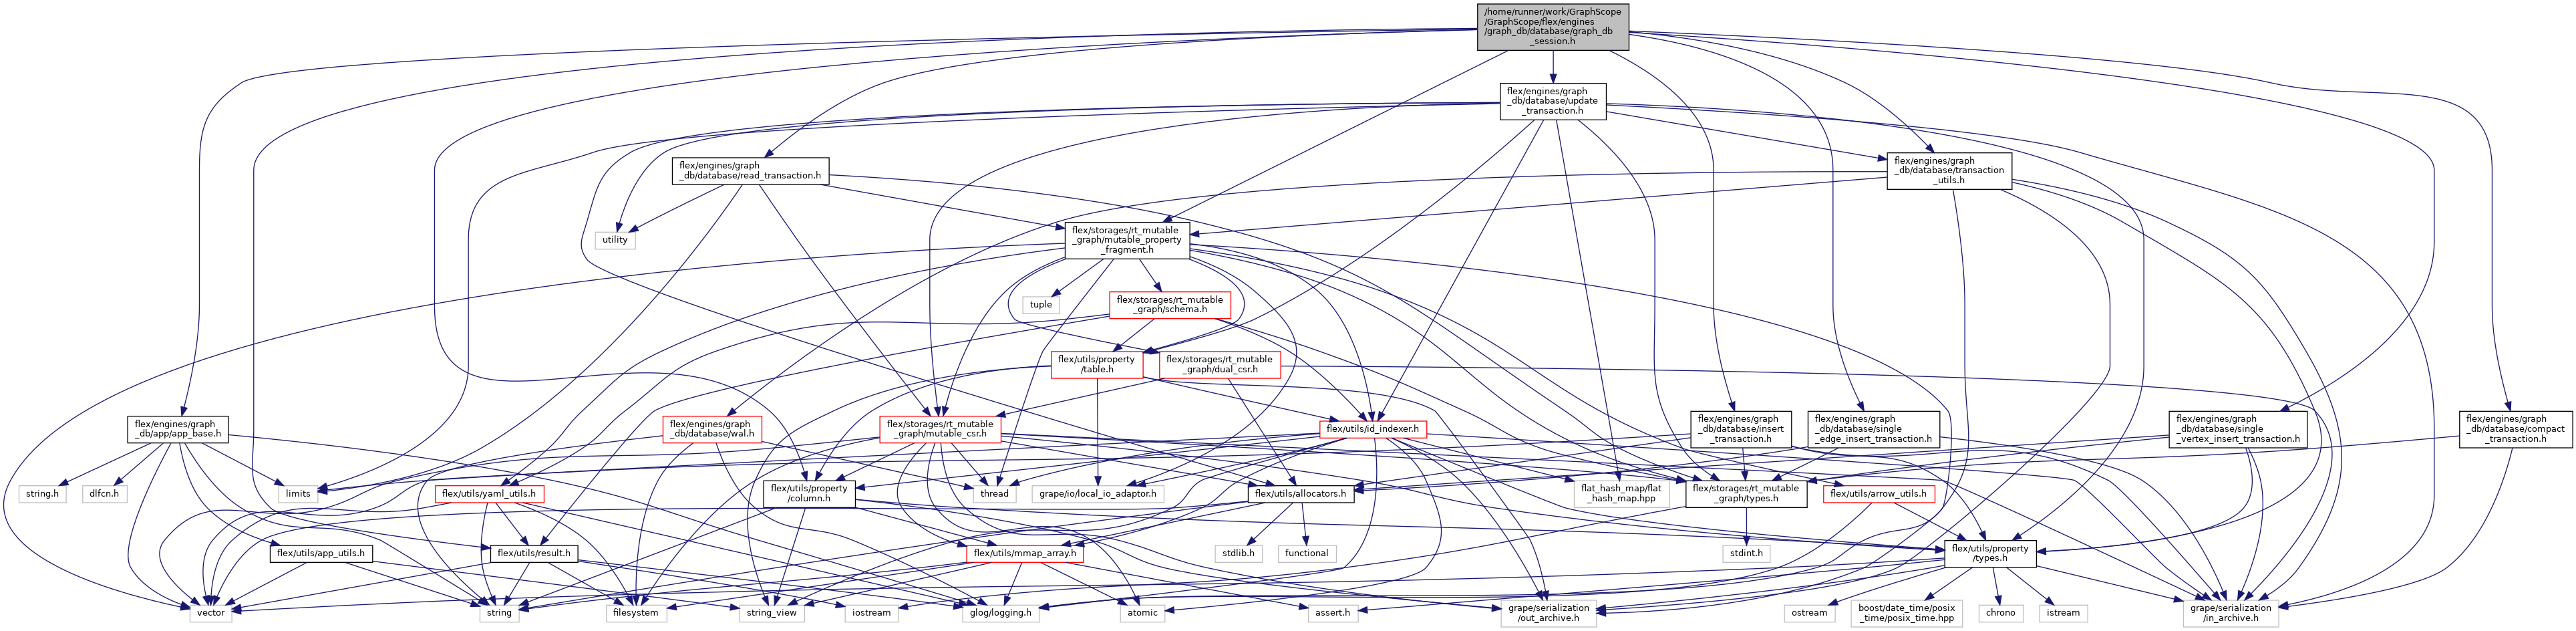 /home/runner/work/GraphScope
/GraphScope/flex/engines
/graph_db/database/graph_db
_session.h
flex/engines/graph
_db/database/update
_transaction.h
flex/engines/graph
_db/database/read_transaction.h
flex/engines/graph
_db/database/transaction
_utils.h
utility
flex/storages/rt_mutable
_graph/mutable_property
_fragment.h
tuple
flex/storages/rt_mutable
_graph/schema.h
flex/utils/property
/table.h
flex/storages/rt_mutable
_graph/dual_csr.h
flex/engines/graph
_db/app/app_base.h
flex/engines/graph
_db/database/wal.h
flex/storages/rt_mutable
_graph/mutable_csr.h
flex/utils/id_indexer.h
flex/engines/graph
_db/database/insert
_transaction.h
flex/engines/graph
_db/database/single
_edge_insert_transaction.h
flex/engines/graph
_db/database/single
_vertex_insert_transaction.h
flex/engines/graph
_db/database/compact
_transaction.h
string.h
dlfcn.h
limits
flex/utils/yaml_utils.h
flex/utils/property
/column.h
thread
grape/io/local_io_adaptor.h
flex/utils/allocators.h
flat_hash_map/flat
_hash_map.hpp
flex/storages/rt_mutable
_graph/types.h
flex/utils/arrow_utils.h
flex/utils/app_utils.h
flex/utils/result.h
flex/utils/mmap_array.h
stdlib.h
functional
stdint.h
flex/utils/property
/types.h
vector
string
filesystem
string_view
iostream
glog/logging.h
atomic
assert.h
grape/serialization
/out_archive.h
ostream
boost/date_time/posix
_time/posix_time.hpp
chrono
istream
grape/serialization
/in_archive.h